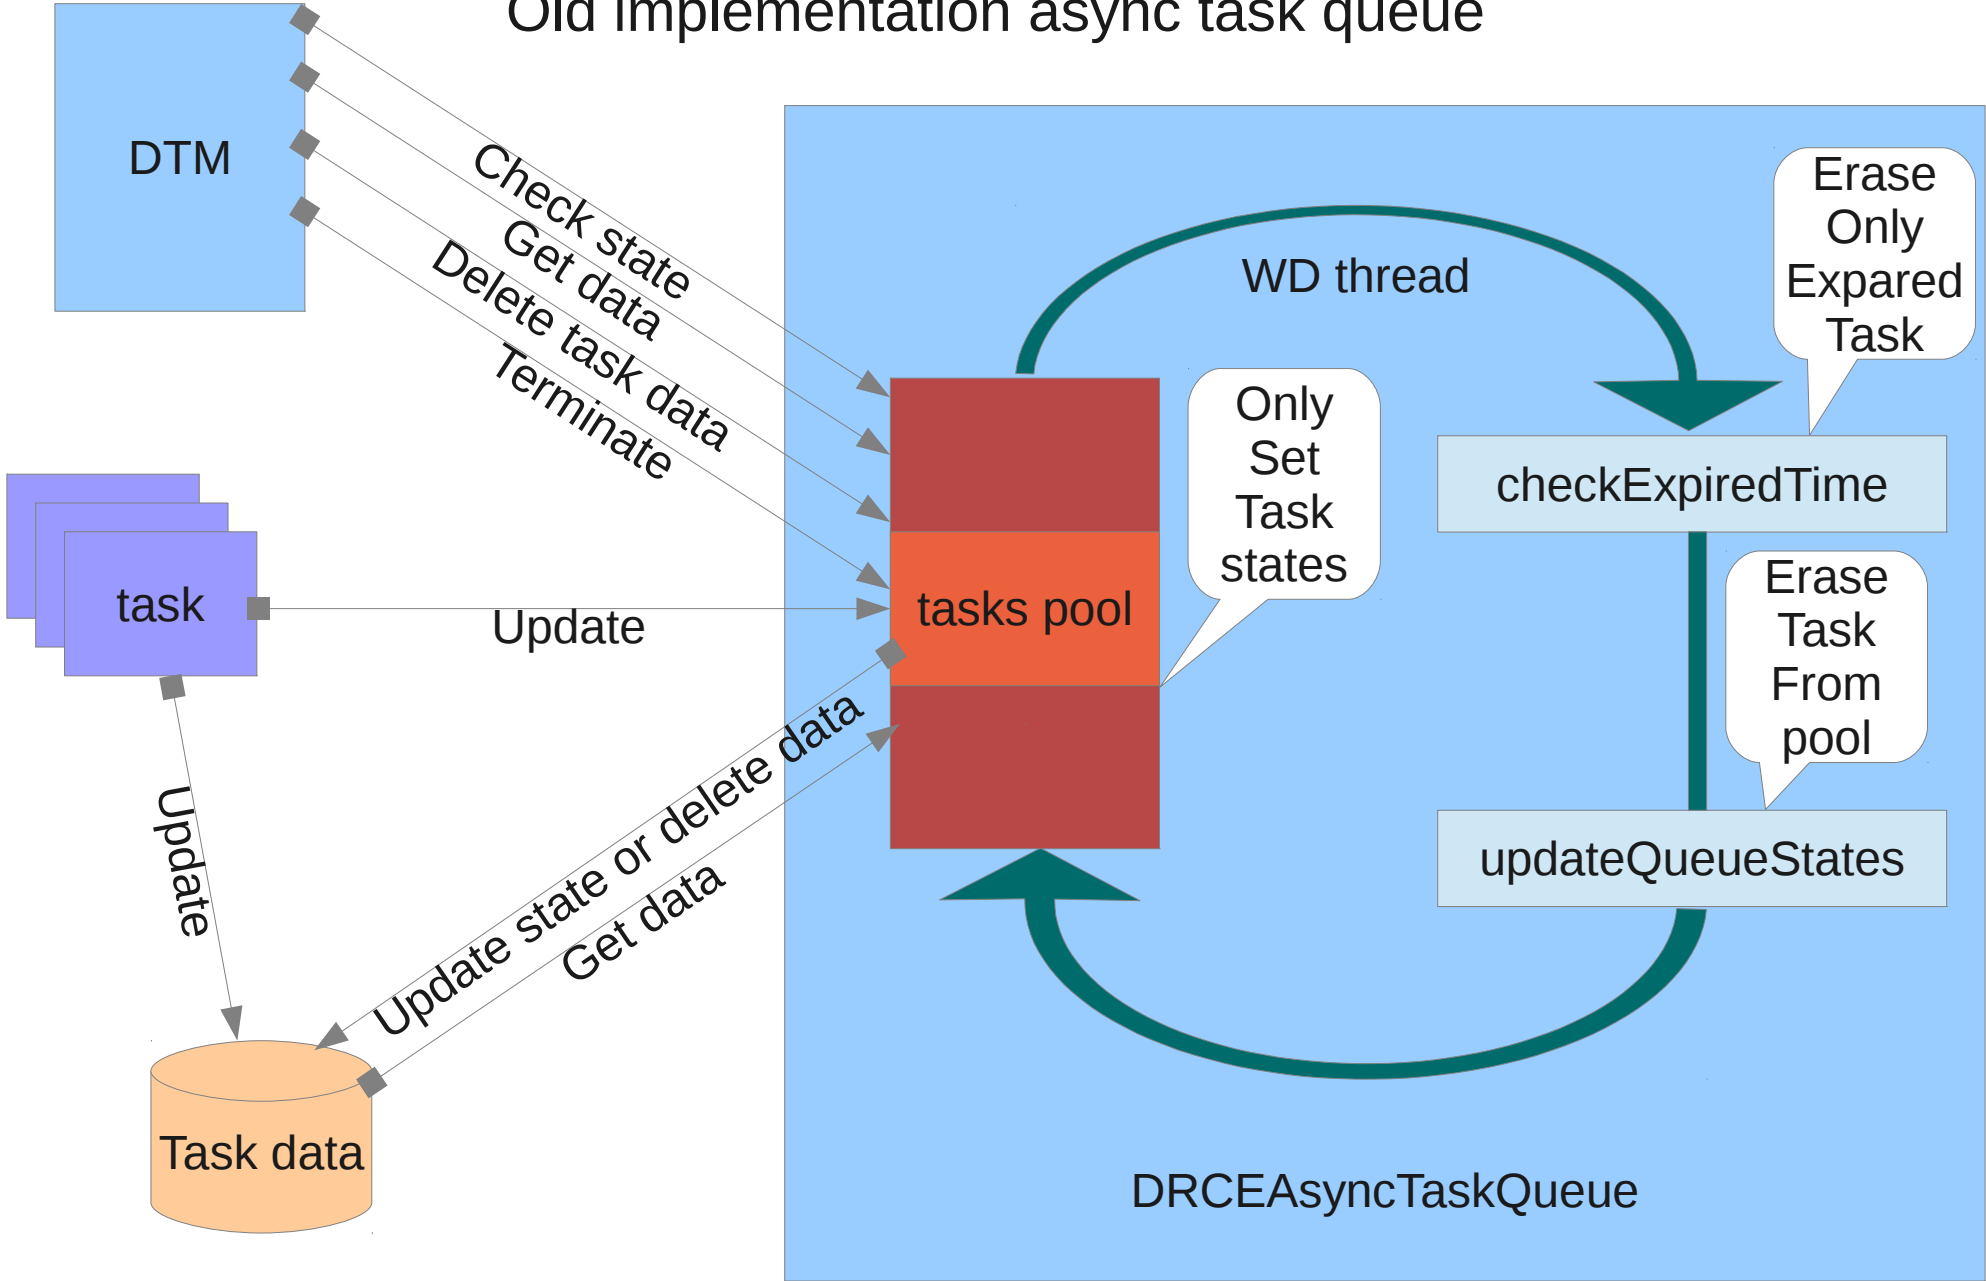 Old implementation async task queue
DTM
Check state
Get data
Delete task data
Terminate
WD thread
Erase
Only
Expared
Task
Only
Set
Task
states
checkExpiredTime
task
Update
tasks pool
Erase
Task
From
pool
Update
Update state or delete data
Get data
updateQueueStates
Task data
DRCEAsyncTaskQueue